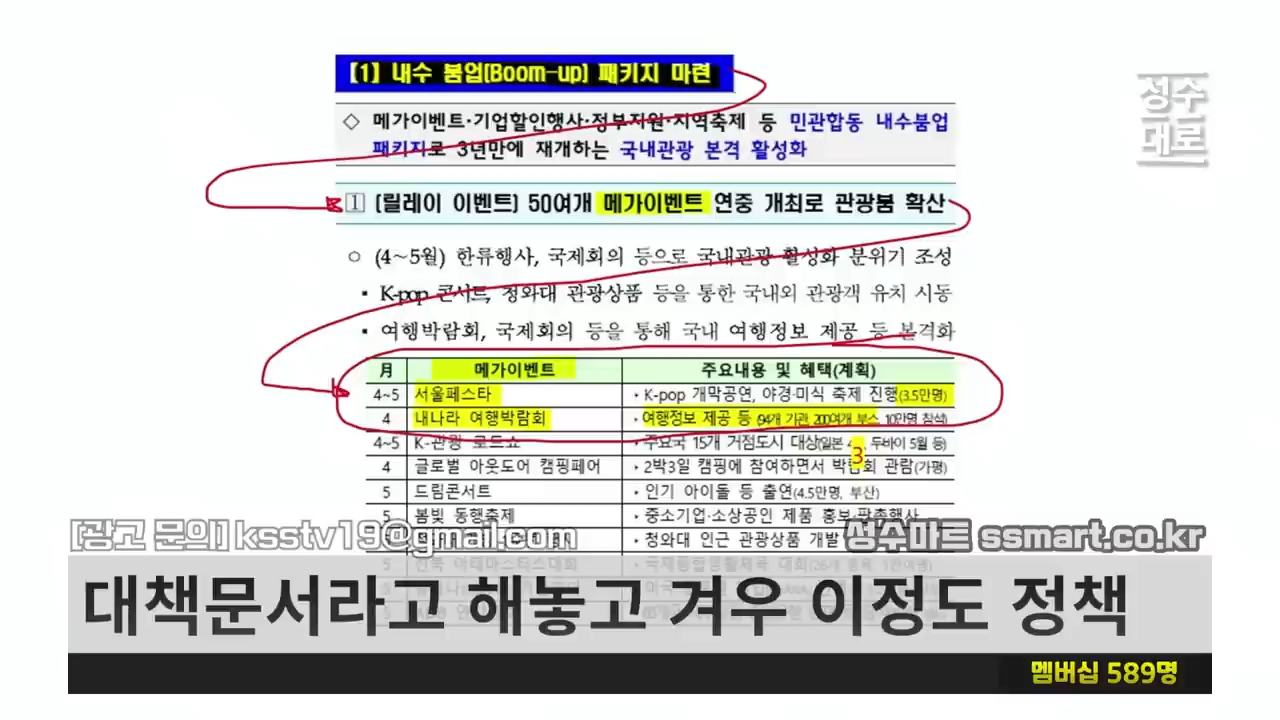 【1】 내수 붐업(Boom-up) 패키지 마련
정수
대로
◇ 메가이벤트·기업할인행사·정부지원·지역축제 등 민관합동 내수붐업
패키지로 3년만에 재개하는 국내관광 본격 활성화
1 (릴레이 이벤트) 50여개 메가이벤트 연중 개최로 관광붐 확산
○ (4~5월) 한류행사, 국제회의 등으로 국내관광 활성화 분위기 조성
▪ K-pop 콘서트, 청와대 관광상품 등을 통한 국내외 관광객 유치 시동
▪ 여행박람회, 국제회의 등을 통해 국내 여행정보 제공 등 본격화
月 메가이벤트 주요내용 및 혜택(계획)
4~5 서울페스타 ‣ K-pop 개막공연, 야경·미식 축제 진행(3.5만명)
4 내나라 여행박람회 ‣ 여행정보 제공 등 (94개 기관, 200여개 부스, 10만명 참석)
4~5 K-관광 로드쇼 ‣ 주요국 15개 거점도시 대상(일본 4, 두바이 5월 등)
3
4 글로벌 아웃도어 캠핑페어 ‣ 2박3일 캠핑에 참여하면서 박람회 관람(가평)
5 드림콘서트 ‣ 인기 아이돌 등 출연(4.5만명, 부산)
5 봄빛 동행축제 ‣ 중소기업·소상공인 제품 홍보·판촉행사
‣ 청와대 인근 관광상품 개발
[광고 문의] ksstv19@gmail.com
정수마트 ssmart.co.kr
대책문서라고 해놓고 겨우 이정도 정책
멤버십 589명